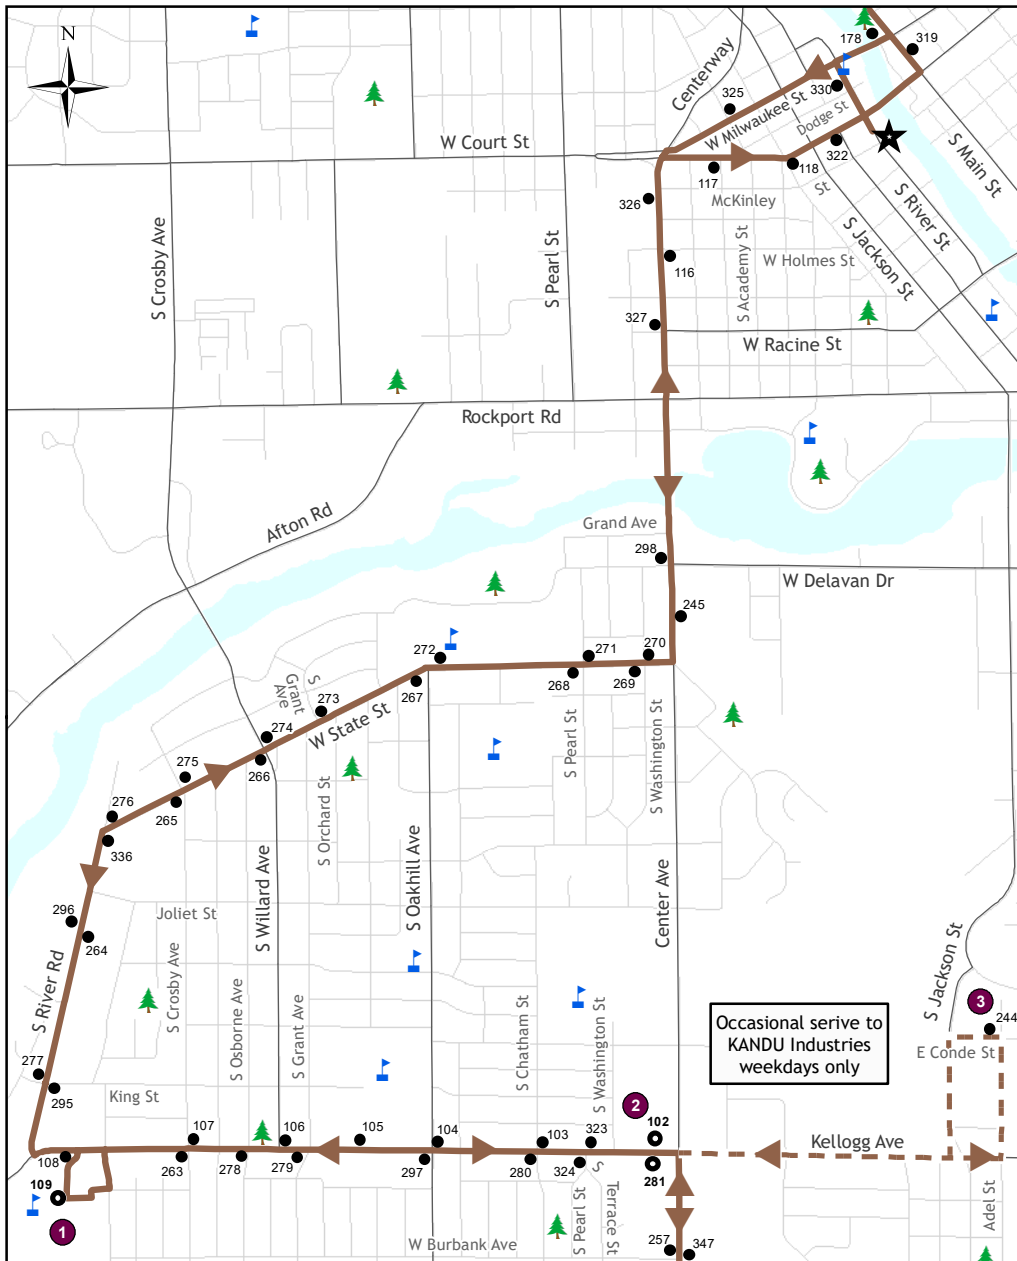 N
178
319
Centerway
330
325
W Milwaukee St
Dodge St
322
W Court St
S Main St
117
118
St
McKinley
326
S River St
S Jackson St
S Crosby Ave
S Pearl St
116
S Academy St
W Holmes St
327
W Racine St
Rockport Rd
Afton Rd
Grand Ave
298
W Delavan Dr
245
272
271
270
268
269
267
S
Grant
Ave
273
274
W State St
266
275
265
276
336
S Pearl St
S Washington St
S Orchard St
S Oakhill Ave
S Willard Ave
Center Ave
Joliet St
296
264
S River Rd
S Crosby Ave
S Osborne Ave
S Grant Ave
S Chatham St
S Washington St
S Jackson St
3
244
Occasional serive to
KANDU Industries
weekdays only
E Conde St
277
295
King St
2
102
107
106
105
104
103
323
Kellogg Ave
108
263
278
279
297
280
324
281
109
1
S
Terrace St
S Pearl St
Adel St
W Burbank Ave
257
347